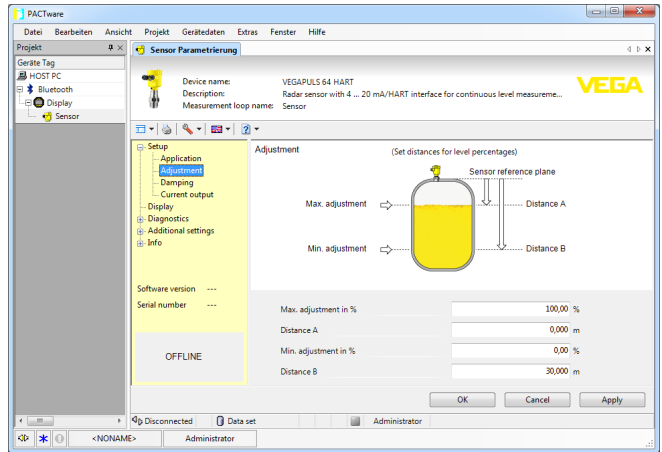 PACTware
Datei Bearbeiten Ansicht Projekt Gerätedaten Extras Fenster Hilfe
Projekt
Geräte Tag
HOST PC
Bluetooth
Display
Sensor
Sensor Parametrierung
Device name: VEGAPULS 64 HART
Description: Radar sensor with 4 ... 20 mA/HART interface for continuous level measureme...
Measurement loop name: Sensor
VEGA
Setup
Application
Adjustment
Damping
Current output
Display
Diagnostics
Additional settings
Info
Software version ---
Serial number ---
OFFLINE
Adjustment
(Set distances for level percentages)
Sensor reference plane
Max. adjustment
Distance A
Min. adjustment
Distance B
Max. adjustment in % 100,00 %
Distance A 0,000 m
Min. adjustment in % 0,00 %
Distance B 30,000 m
OK Cancel Apply
Disconnected Data set Administrator
<NONAME> Administrator